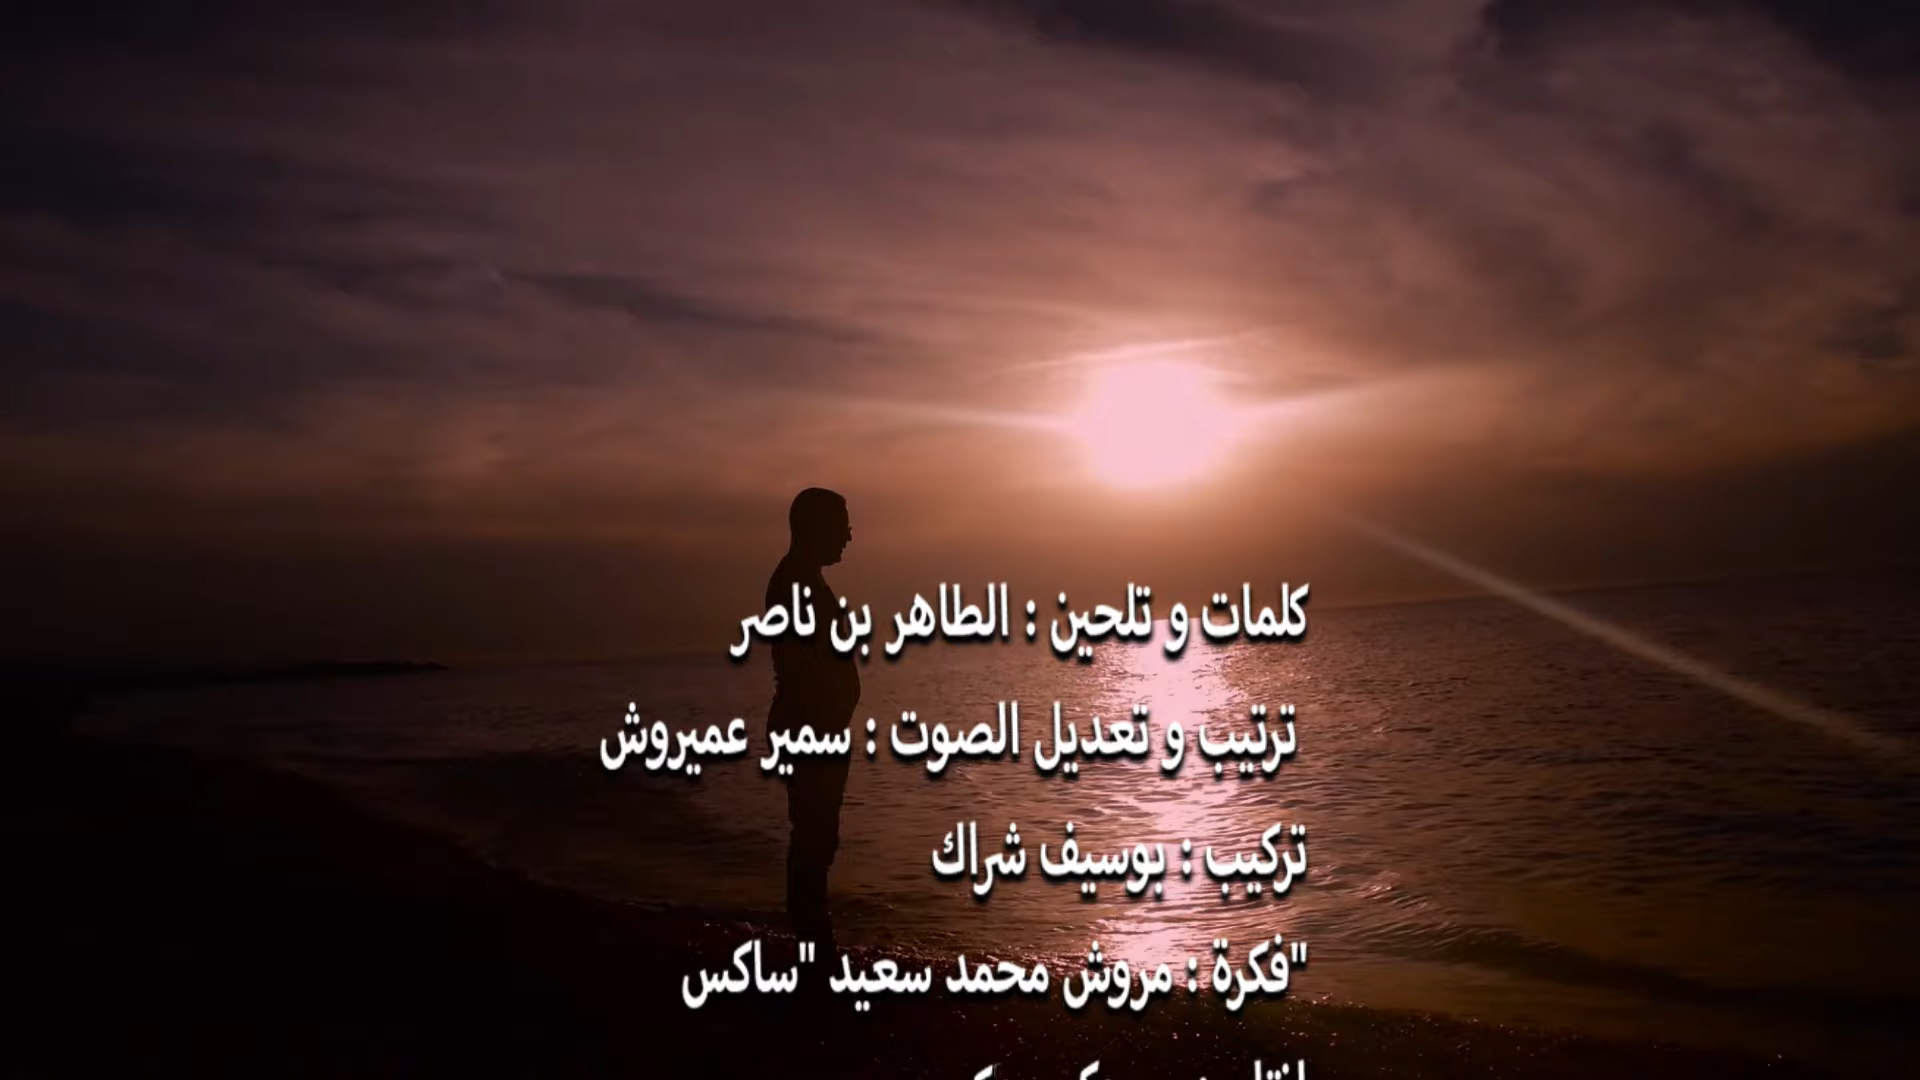 كلمات و تلحين : الطاهر بن ناصر
ترتيب و تعديل الصوت : سمير عميروش
تركيب : بوسيف شراك
"فكرة : مروش محمد سعيد "ساكس